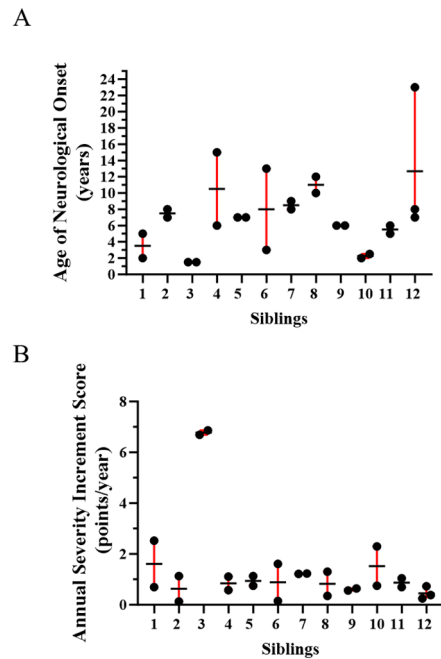 A
Age of Neurological Onset
(years)
24
22
20
18
16
14
12
10
8
6
4
2
0
1 2 3 4 5 6 7 8 9 10 11 12
Siblings
B
Annual Severity Increment Score
(points/year)
8
6
4
2
0
1 2 3 4 5 6 7 8 9 10 11 12
Siblings